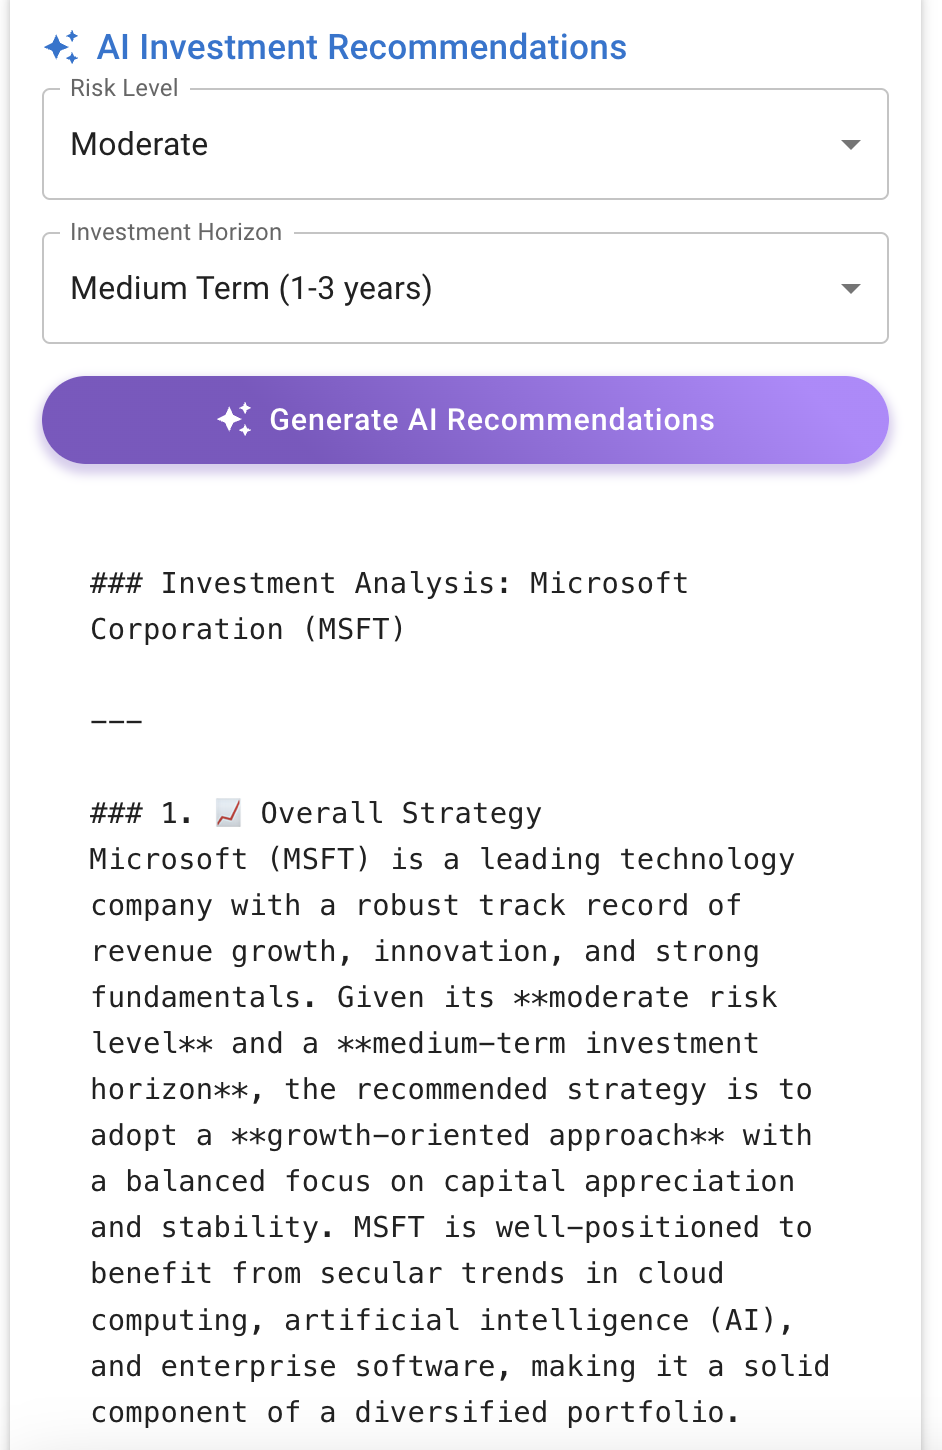 AI Investment Recommendations
Risk Level
Moderate
Investment Horizon
Medium Term (1-3 years)
Generate AI Recommendations
### Investment Analysis: Microsoft
Corporation (MSFT)
---
### 1. 📈 Overall Strategy
Microsoft (MSFT) is a leading technology
company with a robust track record of
revenue growth, innovation, and strong
fundamentals. Given its **moderate risk
level** and a **medium-term investment
horizon**, the recommended strategy is to
adopt a **growth-oriented approach** with
a balanced focus on capital appreciation
and stability. MSFT is well-positioned to
benefit from secular trends in cloud
computing, artificial intelligence (AI),
and enterprise software, making it a solid
component of a diversified portfolio.